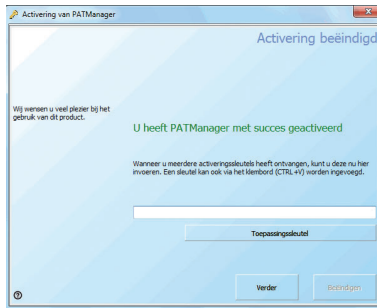 Activering van PATManager
Activering beëindigd
Wij wensen u veel plezier bij het
gebruik van dit product.
U heeft PATManager met succes geactiveerd
Wanneer u meerdere activeringssleutels heeft ontvangen, kunt u deze nu hier
invoeren. Een sleutel kan ook via het klembord (CTRL +V) worden ingevoegd.
Toepassingssleutel
Verder
Beëindigen